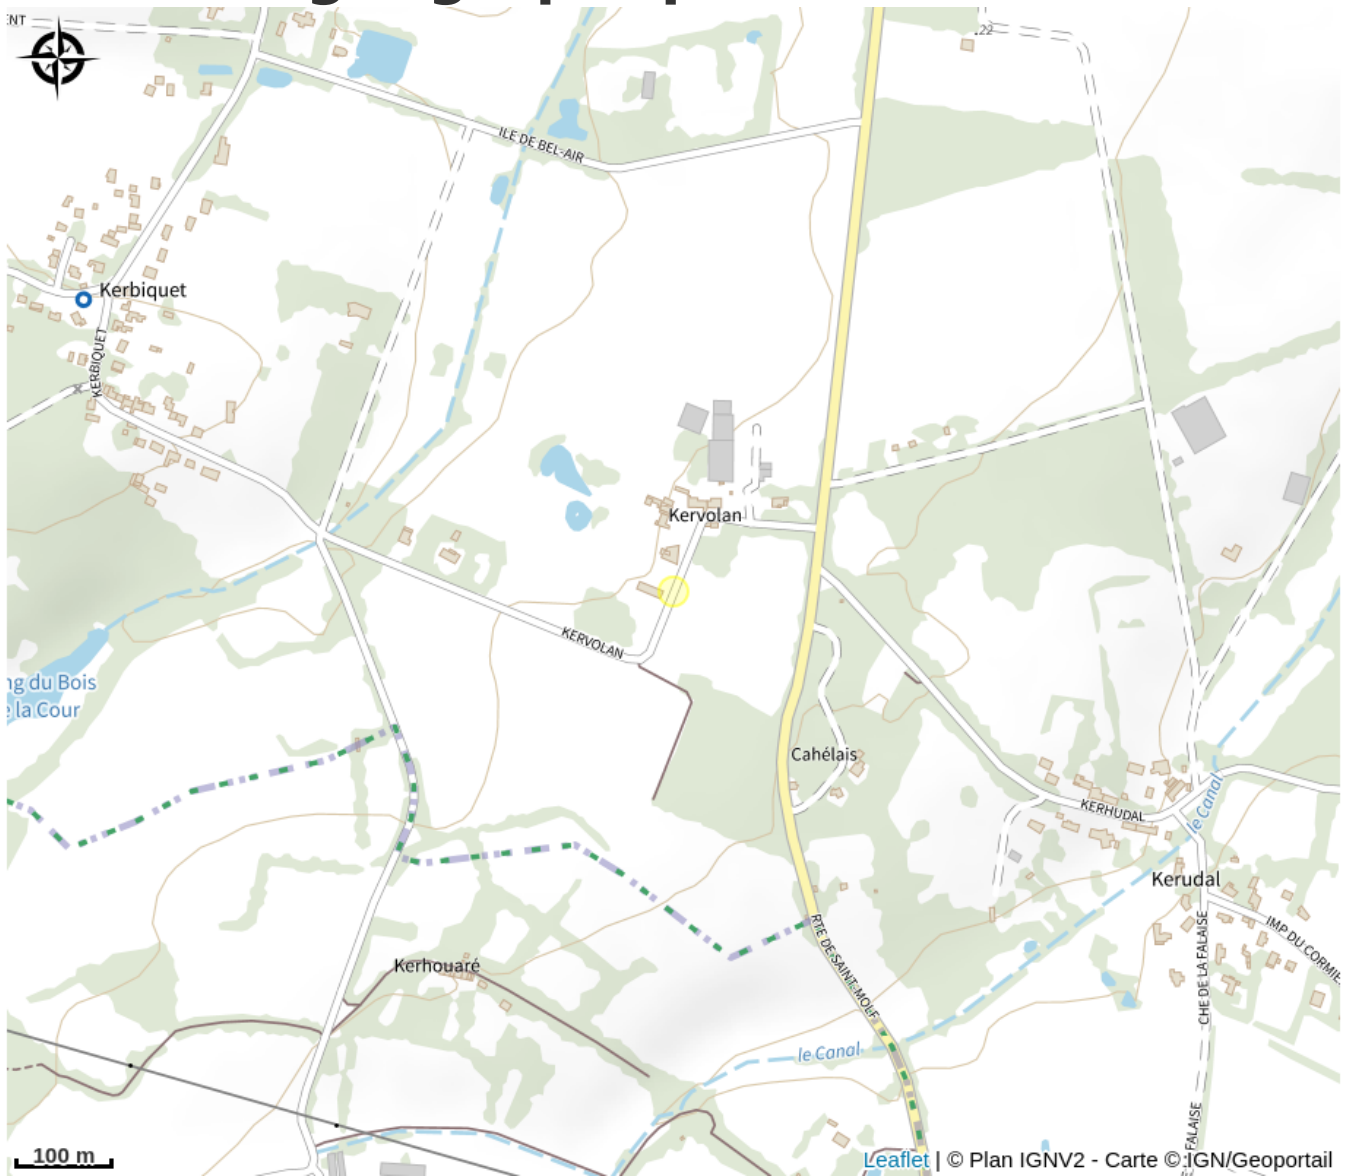 ENT
22
ILE DE BEL-AIR
Kerbiquet
KERBIQUET
Kervolan
KERVOLAN
ng du Bois
e la Cour
Cahélais
KERHUDAL
le Canal
Kerudal
RTE DE SAINT-MOLF
IMP DU CORMIE
CHE DE LA FALAISE
Kerhouaré
le Canal
FALAISE
100 m
Leaflet | © Plan IGNV2 - Carte © IGN/Geoportail